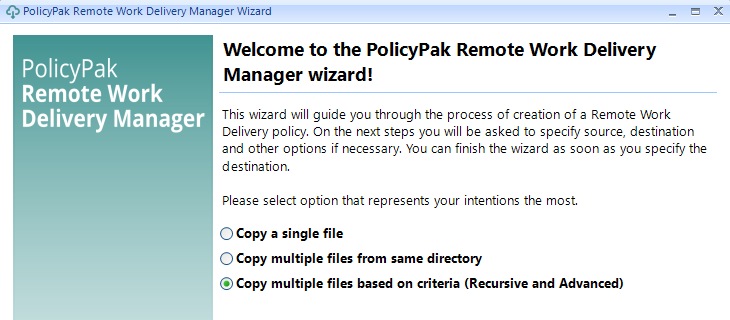 PolicyPak Remote Work Delivery Manager Wizard
PolicyPak
Remote Work
Delivery Manager
Welcome to the PolicyPak Remote Work Delivery
Manager wizard!
This wizard will guide you through the process of creation of a Remote Work
Delivery policy. On the next steps you will be asked to specify source, destination
and other options if necessary. You can finish the wizard as soon as you specify the
destination.
Please select option that represents your intentions the most.
Copy a single file
Copy multiple files from same directory
Copy multiple files based on criteria (Recursive and Advanced)